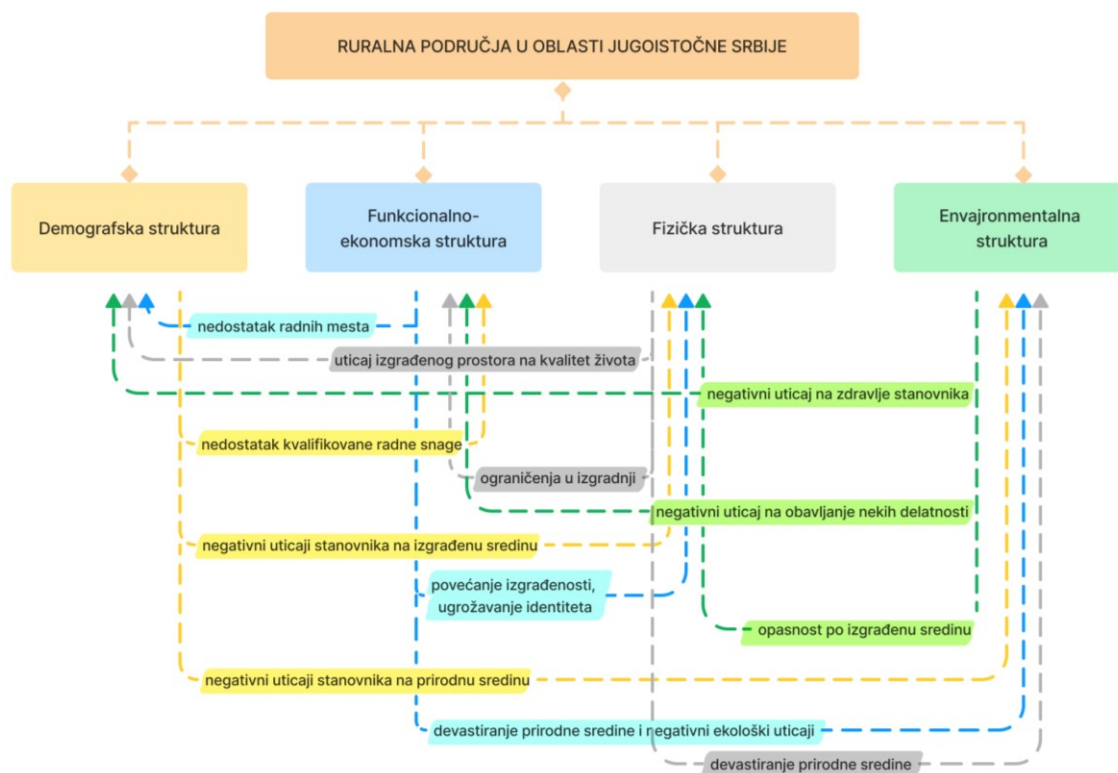 RURALNA PODRUČJA U OBLASTI JUGOISTOČNE SRBIJE
Demografska struktura
Funkcionalno-
ekonomska struktura
Fizička struktura
Envajronmentalna
struktura
nedostatak radnih mesta
uticaj izgrađenog prostora na kvalitet života
negativni uticaj na zdravlje stanovnika
nedostatak kvalifikovane radne snage
ograničenja u izgradnji
negativni uticaj na obavljanje nekih delatnosti
negativni uticaji stanovnika na izgrađenu sredinu
povećanje izgrađenosti,
ugrožavanje identiteta
opasnost po izgrađenu sredinu
negativni uticaji stanovnika na prirodnu sredinu
devastiranje prirodne sredine i negativni ekološki uticaji
devastiranje prirodne sredine